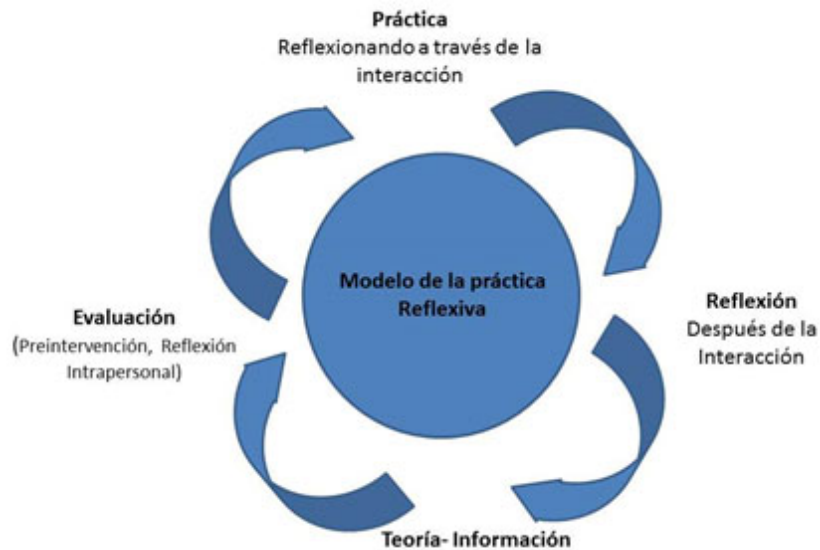 Práctica
Reflexionando a través de la
interacción
Modelo de la práctica
Reflexiva
Reflexión
Después de la
Interacción
Evaluación
(Preintervención, Reflexión
Intrapersonal)
Teoría- Información